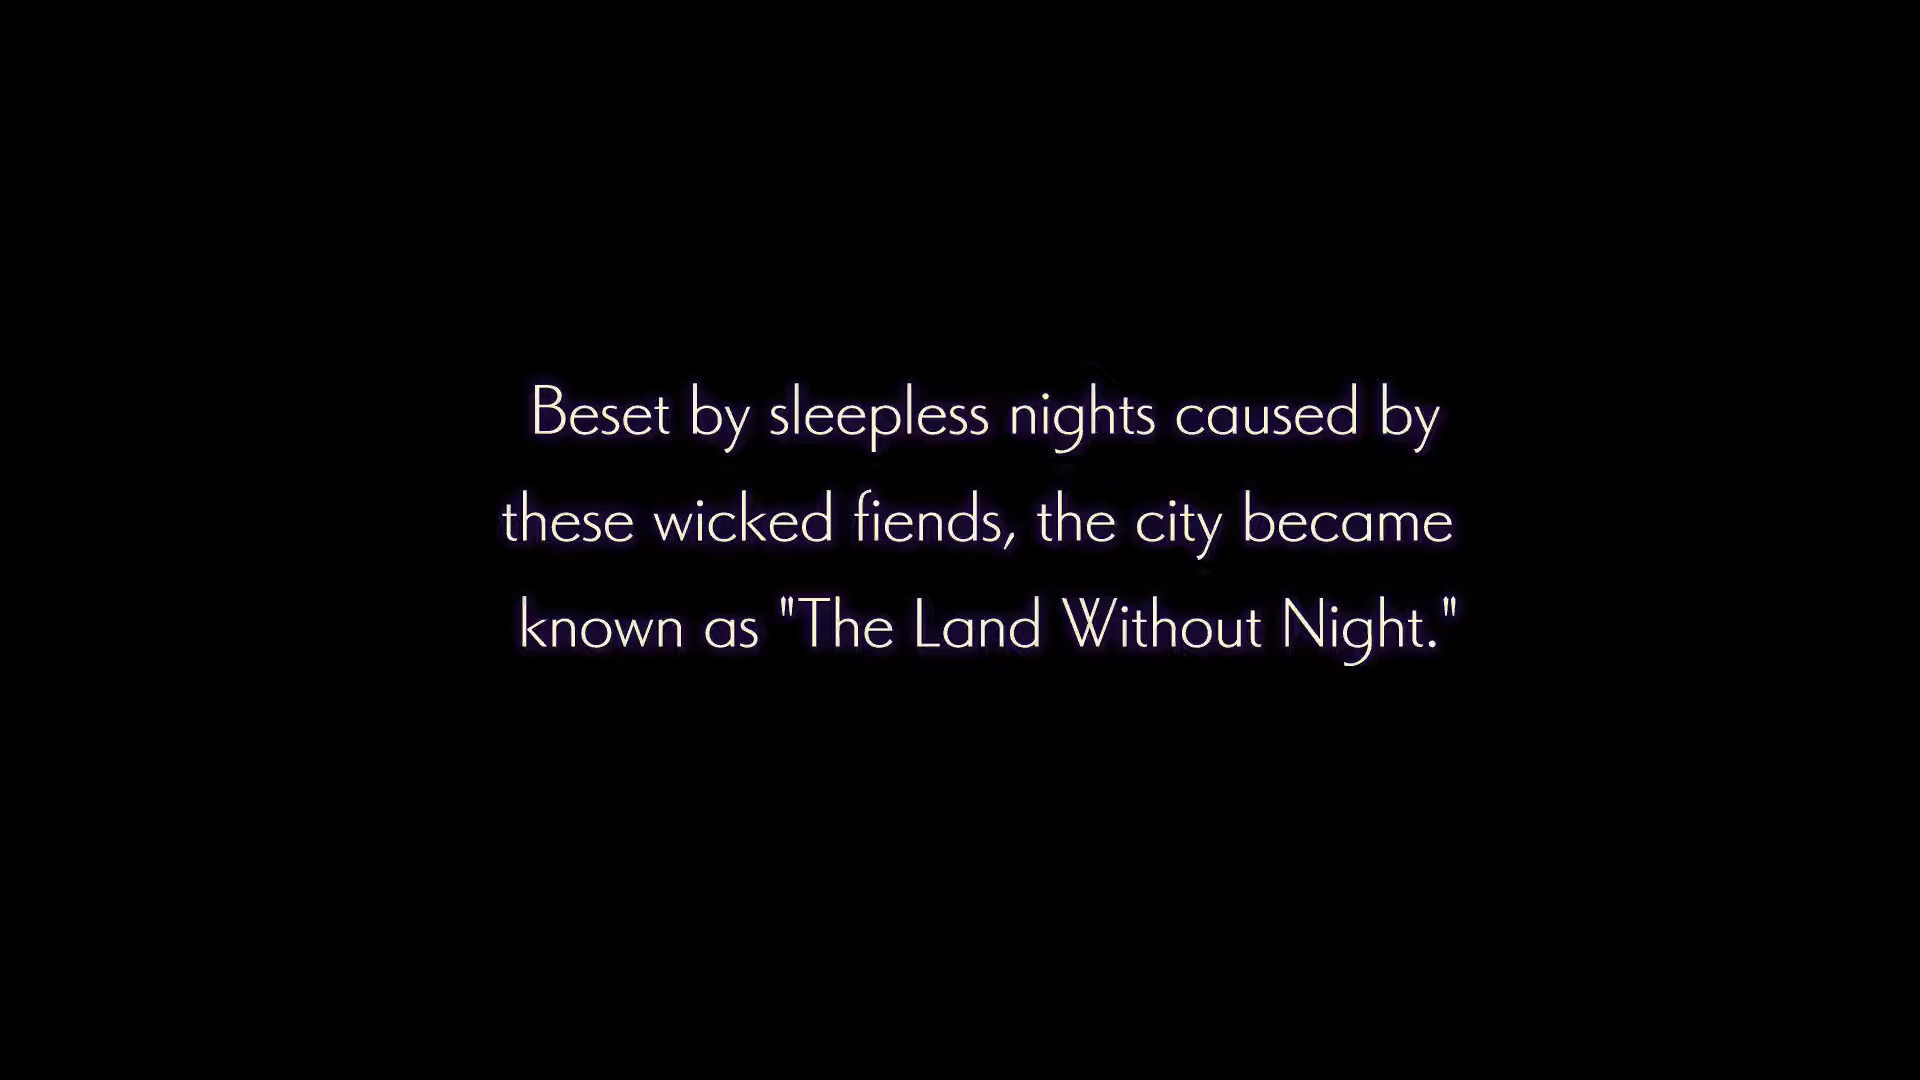 Beset by sleepless nights caused by
these wicked fiends, the city became
known as "The Land Without Night."